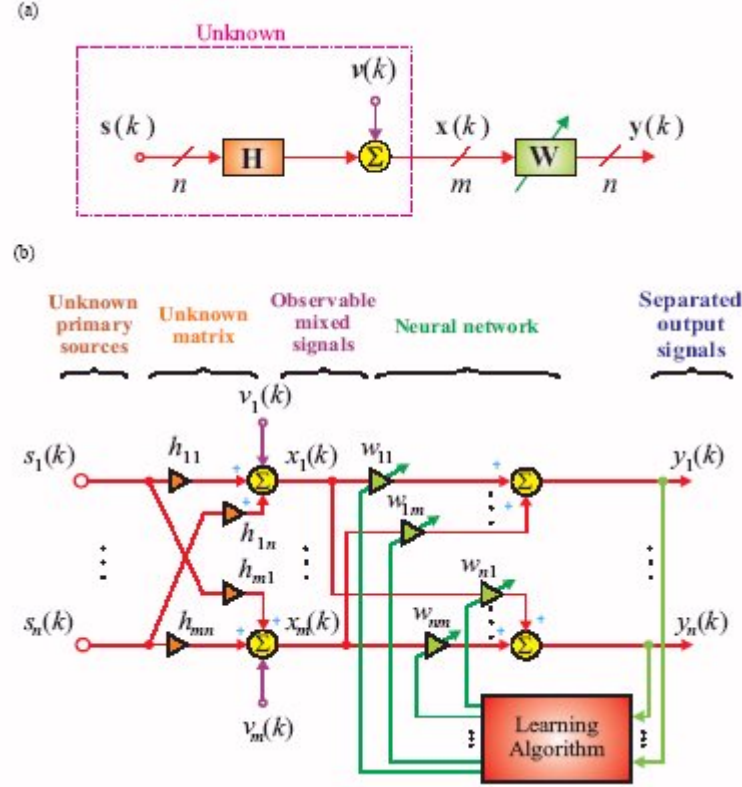 (a)
Unknown
ν(k)
s(k)
x(k)
y(k)
H
Σ
W
n
m
n
(b)
Unknown primary sources
Unknown matrix
Observable mixed signals
Neural network
Separated output signals
v₁(k)
s₁(k)
h₁₁
+
Σ
x₁(k)
w₁₁
+
Σ
y₁(k)
+
h₁ₙ
w₁ₘ
+
hₘ₁
wₙ₁
sₙ(k)
hₘₙ
+
+
Σ
xₘ(k)
wₙₘ
+
+
Σ
yₙ(k)
vₘ(k)
Learning
Algorithm